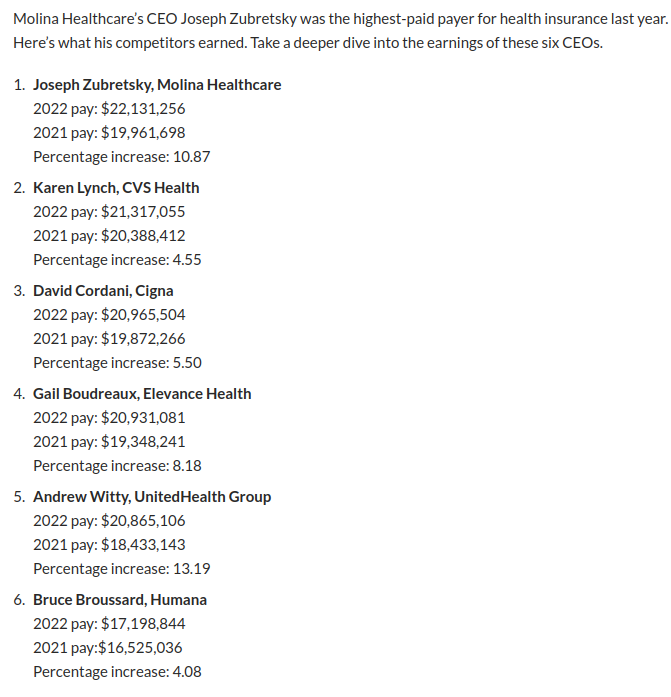 Molina Healthcare’s CEO Joseph Zubretsky was the highest-paid payer for health insurance last year.
Here’s what his competitors earned. Take a deeper dive into the earnings of these six CEOs.
1. Joseph Zubretsky, Molina Healthcare
2022 pay: $22,131,256
2021 pay: $19,961,698
Percentage increase: 10.87
2. Karen Lynch, CVS Health
2022 pay: $21,317,055
2021 pay: $20,388,412
Percentage increase: 4.55
3. David Cordani, Cigna
2022 pay: $20,965,504
2021 pay: $19,872,266
Percentage increase: 5.50
4. Gail Boudreaux, Elevance Health
2022 pay: $20,931,081
2021 pay: $19,348,241
Percentage increase: 8.18
5. Andrew Witty, UnitedHealth Group
2022 pay: $20,865,106
2021 pay: $18,433,143
Percentage increase: 13.19
6. Bruce Broussard, Humana
2022 pay: $17,198,844
2021 pay:$16,525,036
Percentage increase: 4.08